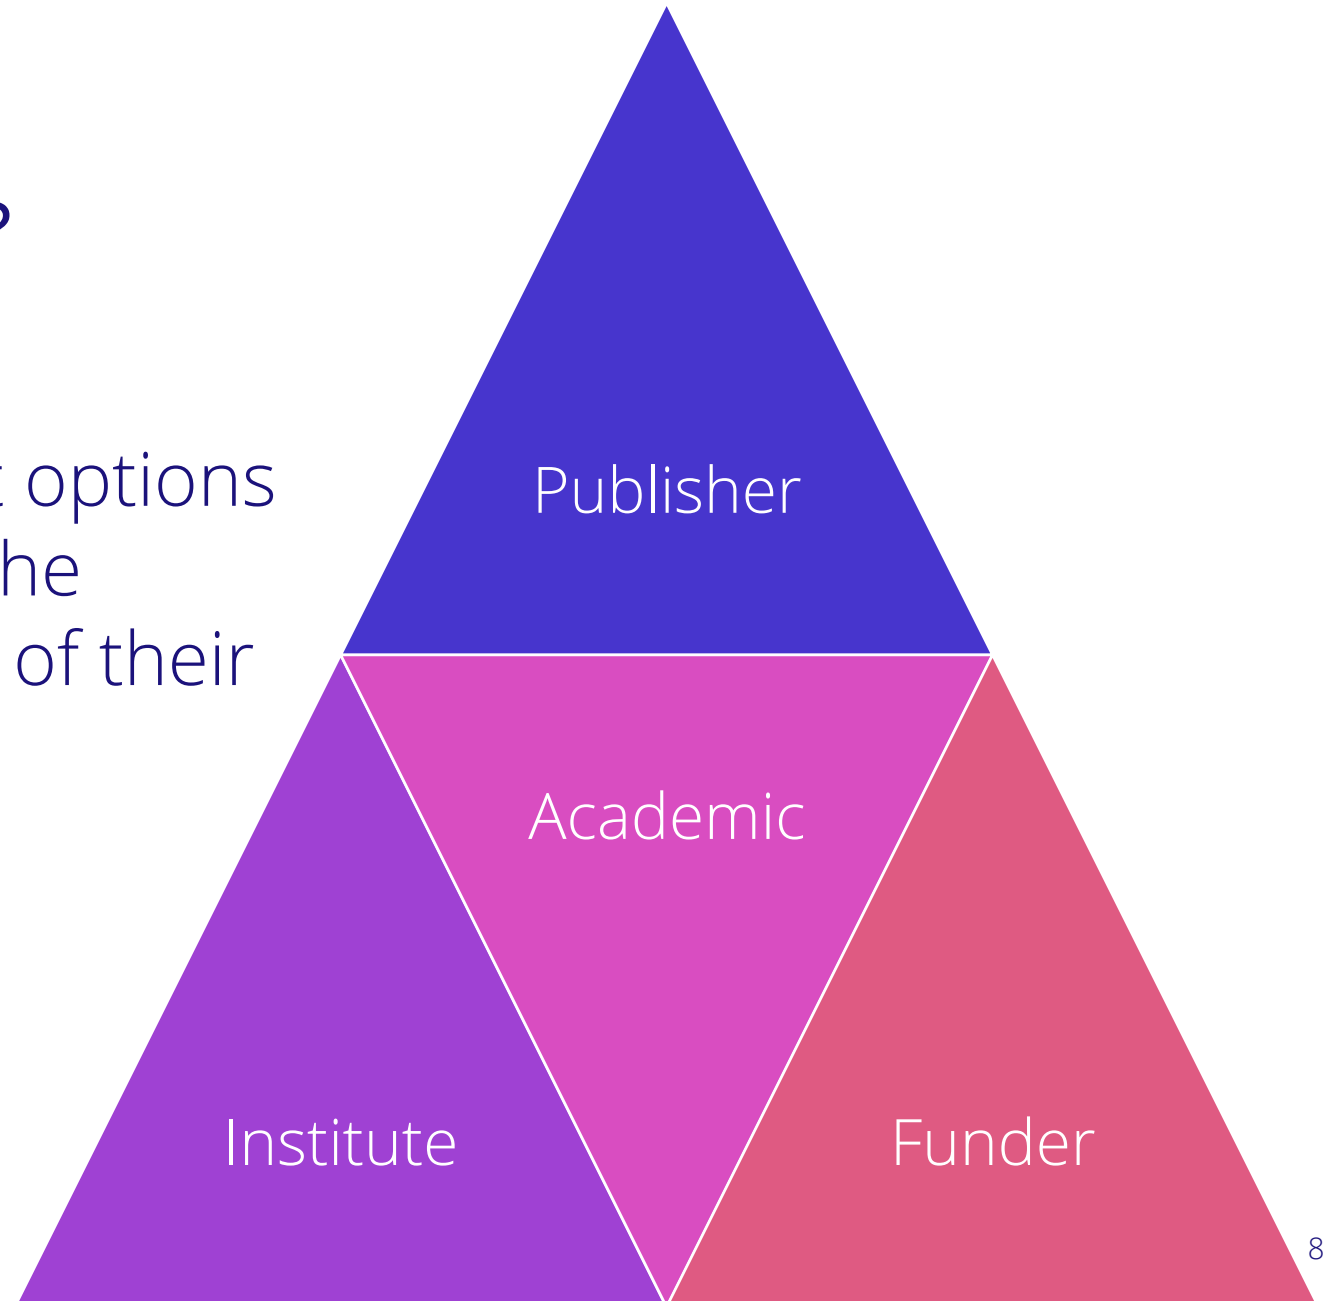 ?
options
he
of their
Publisher
Academic
Institute
Funder
8